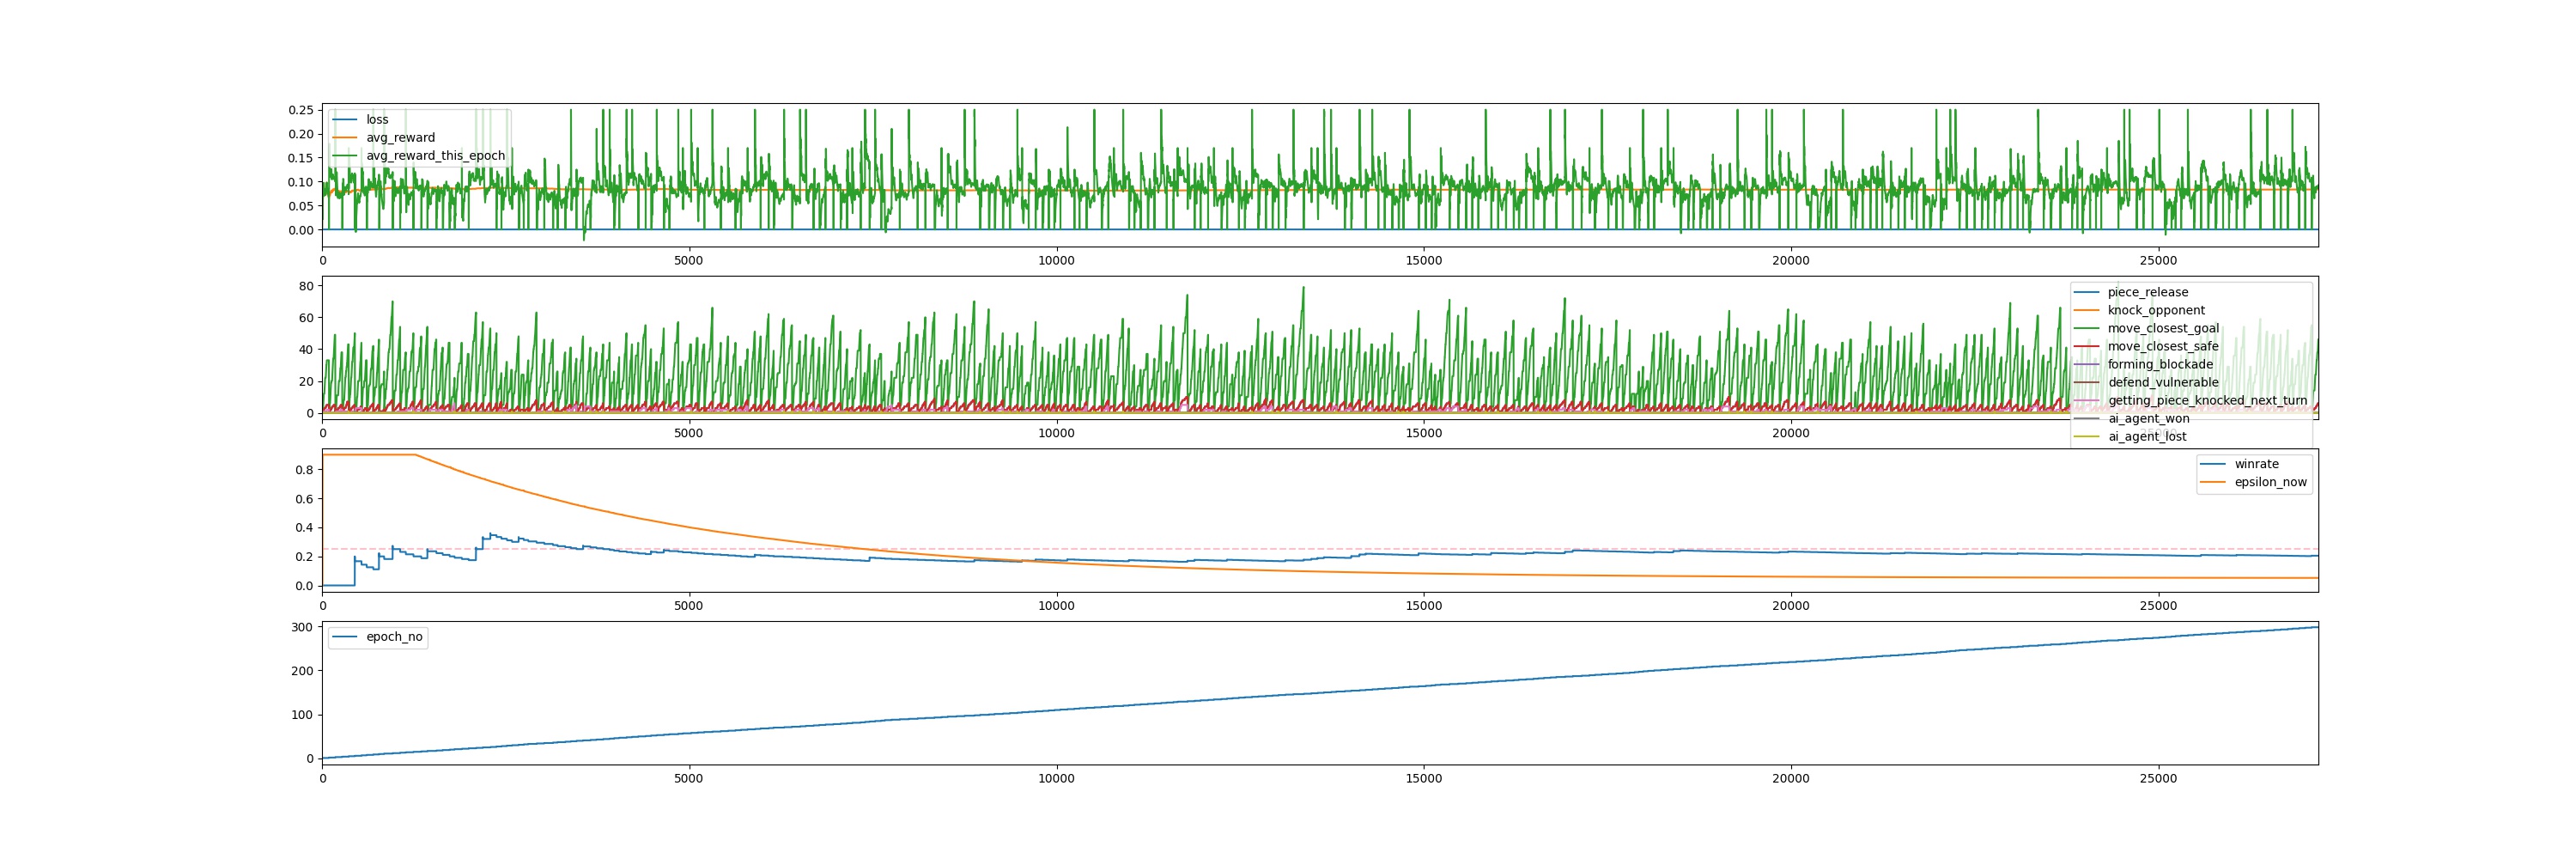 0.25
0.20
0.15
0.10
0.05
0.00
loss
avg_reward
avg_reward_this_epoch
0 5000 10000 15000 20000 25000
80
60
40
20
0
piece_release
knock_opponent
move_closest_goal
move_closest_safe
forming_blockade
defend_vulnerable
getting_piece_knocked_next_turn
ai_agent_won
ai_agent_lost
0 5000 10000 15000 20000 25000
0.8
0.6
0.4
0.2
0.0
winrate
epsilon_now
0 5000 10000 15000 20000 25000
300
200
100
0
epoch_no
0 5000 10000 15000 20000 25000